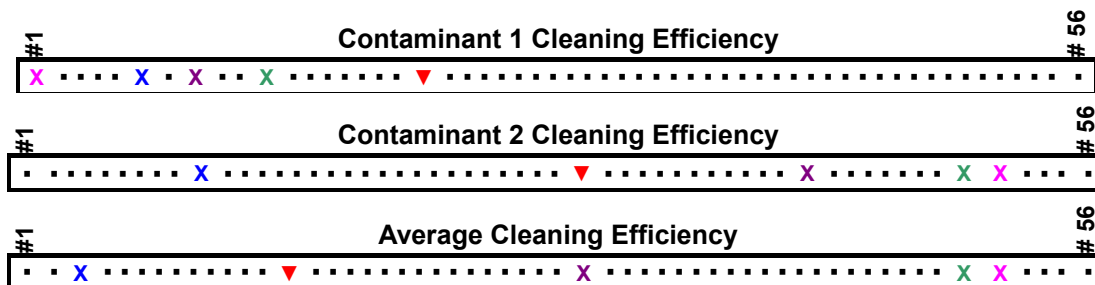 #1
Contaminant 1 Cleaning Efficiency
# 56
X X X X
#1
Contaminant 2 Cleaning Efficiency
# 56
X X X X
#1
Average Cleaning Efficiency
# 56
X X X X